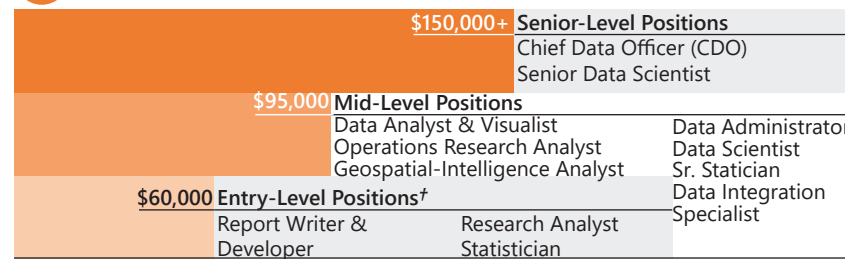 $150,000+ Senior-Level Positions
Chief Data Officer (CDO)
Senior Data Scientist
$95,000 Mid-Level Positions
Data Analyst & Visualist
Operations Research Analyst
Geospatial-Intelligence Analyst
Data Administrator
Data Scientist
Sr. Statician
Data Integration
Specialist
$60,000 Entry-Level Positions†
Report Writer &
Developer
Research Analyst
Statistician